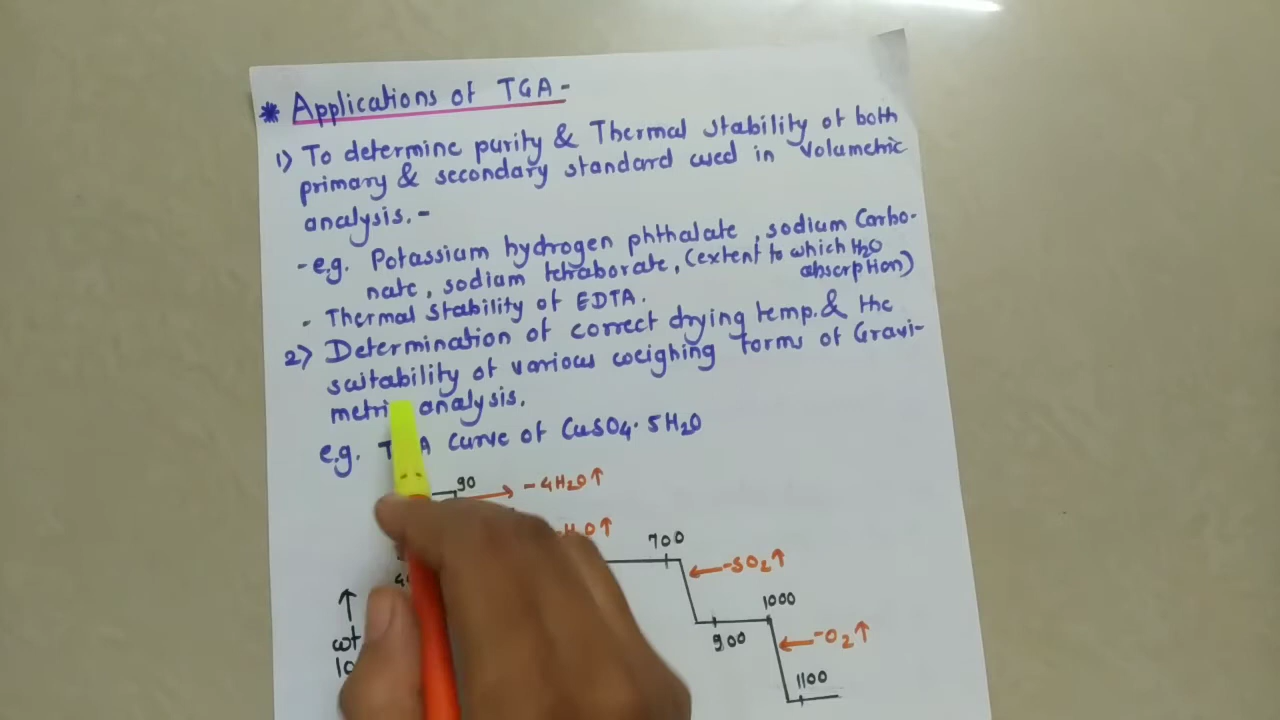 * Applications of TGA -
1) To determine purity & Thermal stability of both
primary & secondary standard used in volumetric
analysis. -
- e.g. Potassium hydrogen phthalate, sodium Carbo-
nate, sodium tetraborate, (extent to which H2O
absorption)
- Thermal stability of EDTA.
2) Determination of correct drying temp. & the
suitability of various weighing forms of Gravi-
metri analysis.
e.g. TGA curve of CuSO4. 5H2O
90
- 4H2O ↑
H2O ↑
700
- SO2 ↑
1000
900
- O2 ↑
1100
↑
wt